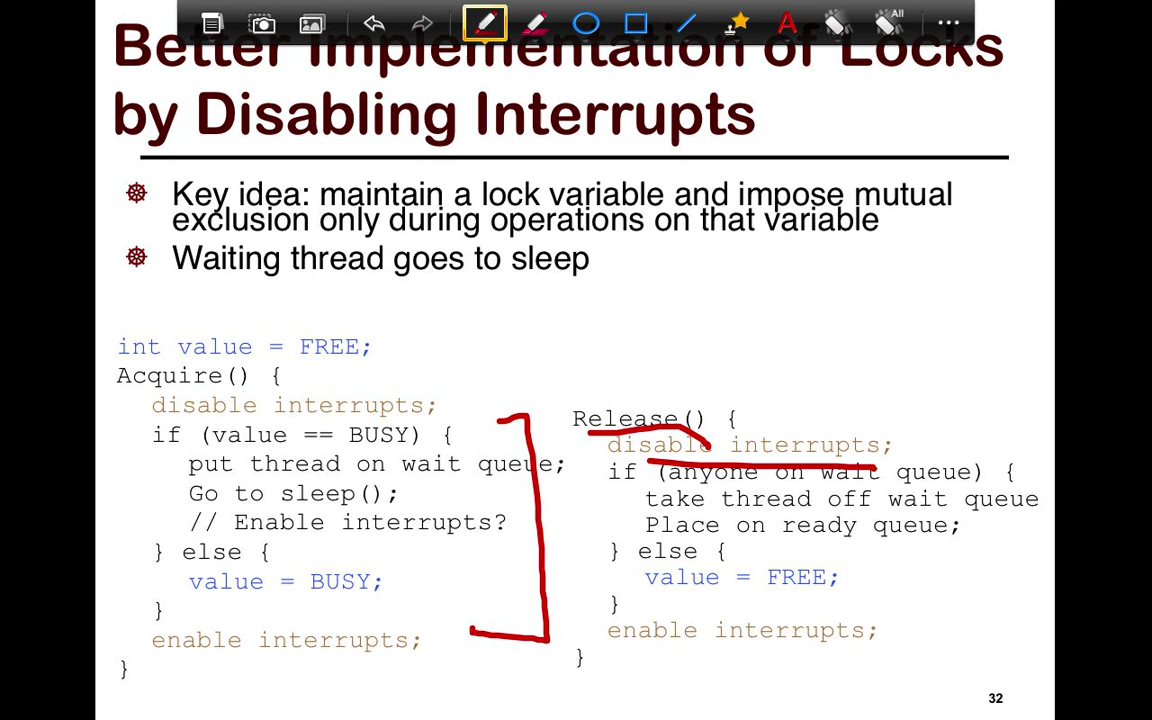 All
A
Better Implementation of Locks
by Disabling Interrupts
Key idea: maintain a lock variable and impose mutual
exclusion only during operations on that variable
Waiting thread goes to sleep
int value = FREE;
Acquire() {
disable interrupts;
if (value == BUSY) {
put thread on wait queue;
Go to sleep();
// Enable interrupts?
} else {
value = BUSY;
}
enable interrupts;
}
Release() {
disable interrupts;
if (anyone on wait queue) {
take thread off wait queue
Place on ready queue;
} else {
value = FREE;
}
enable interrupts;
}
32